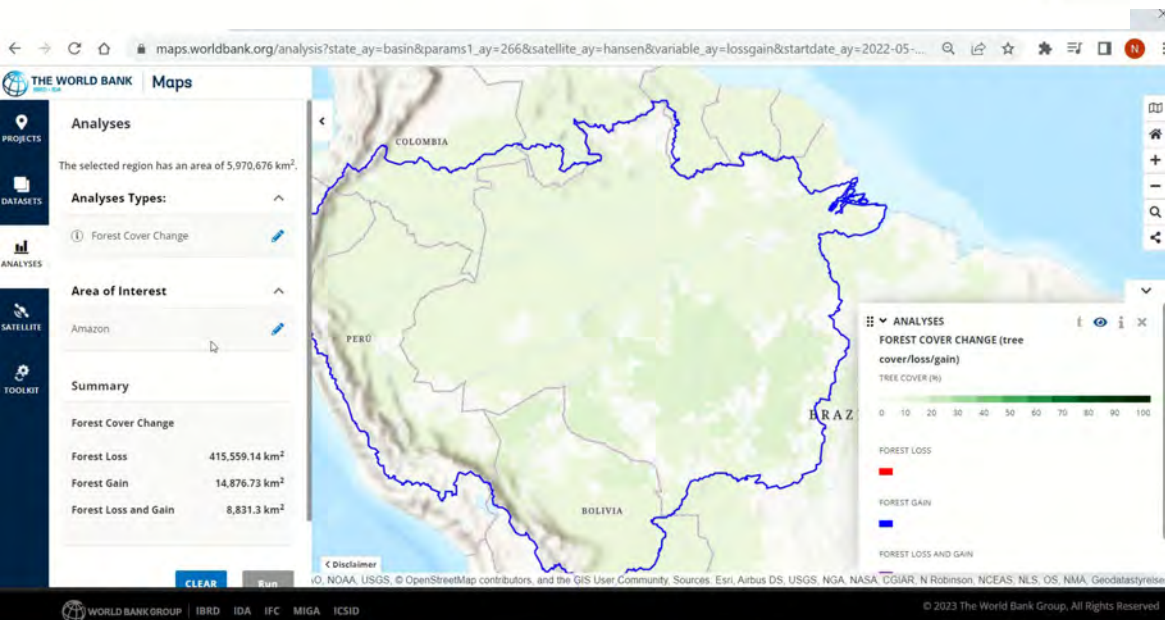 maps.worldbank.org/analysis?state_ay=basin&params1_ay=266&satellite_ay=hansen&variable_ay=lossgain&startdate_ay=2022-05-...
N
THE WORLD BANK
IBRD • IDA
Maps
PROJECTS
DATASETS
ANALYSES
SATELLITE
TOOLKIT
Analyses
The selected region has an area of 5,970,676 km².
Analyses Types:
Forest Cover Change
Area of Interest
Amazon
Summary
Forest Cover Change
Forest Loss 415,559.14 km²
Forest Gain 14,876.73 km²
Forest Loss and Gain 8,831.3 km²
CLEAR
Run
COLOMBIA
PERÚ
BRAZ
BOLIVIA
ANALYSES
FOREST COVER CHANGE (tree
cover/loss/gain)
TREE COVER (%)
0 10 20 30 40 50 60 70 80 90 100
FOREST LOSS
FOREST GAIN
FOREST LOSS AND GAIN
< Disclaimer
O, NOAA, USGS, © OpenStreetMap contributors, and the GIS User Community, Sources: Esri, Airbus DS, USGS, NGA, NASA, CGIAR, N Robinson, NCEAS, NLS, OS, NMA, Geodatastyrelse
WORLD BANK GROUP | IBRD IDA IFC MIGA ICSID
© 2023 The World Bank Group, All Rights Reserved